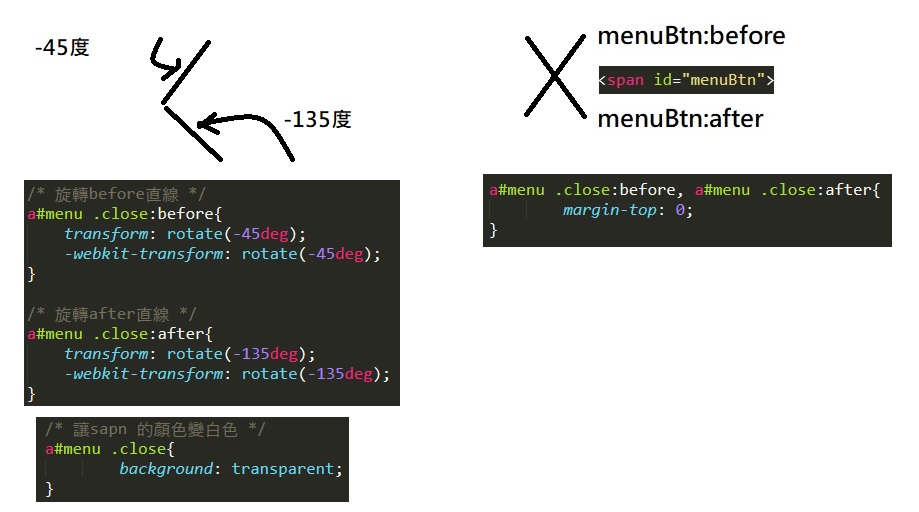 -45度
-135度
/* 旋轉before直線 */
a#menu .close:before{
transform: rotate(-45deg);
-webkit-transform: rotate(-45deg);
}
/* 旋轉after直線 */
a#menu .close:after{
transform: rotate(-135deg);
-webkit-transform: rotate(-135deg);
}
/* 讓sapn 的顏色變白色 */
a#menu .close{
background: transparent;
}
menuBtn:before
<span id="menuBtn">
menuBtn:after
a#menu .close:before, a#menu .close:after{
margin-top: 0;
}